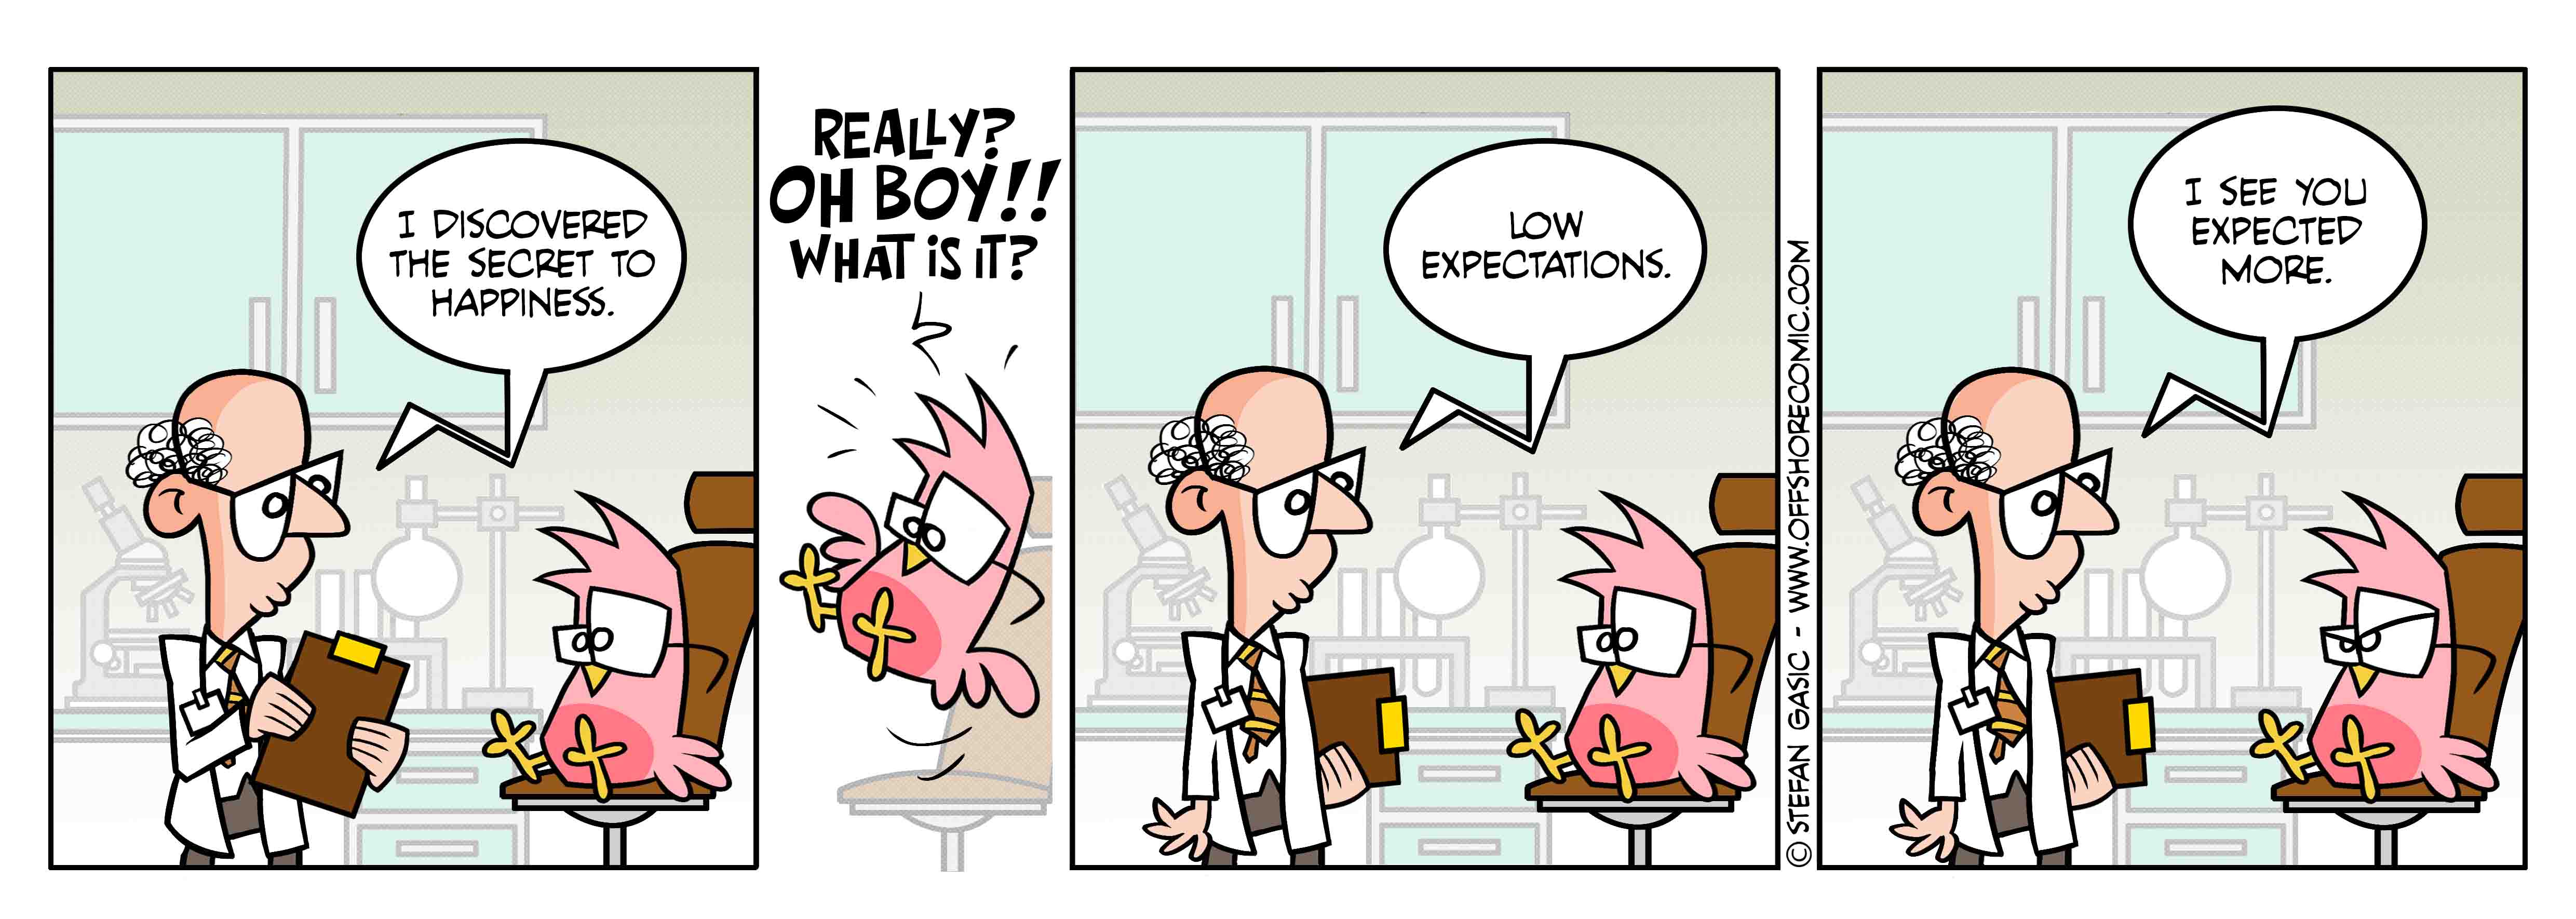 I DISCOVERED
THE SECRET TO
HAPPINESS.
REALLY?
OH BOY!!
WHAT IS IT?
LOW
EXPECTATIONS.
© STEFAN GASIC - WWW.OFFSHORECOMIC.COM
I SEE YOU
EXPECTED
MORE.